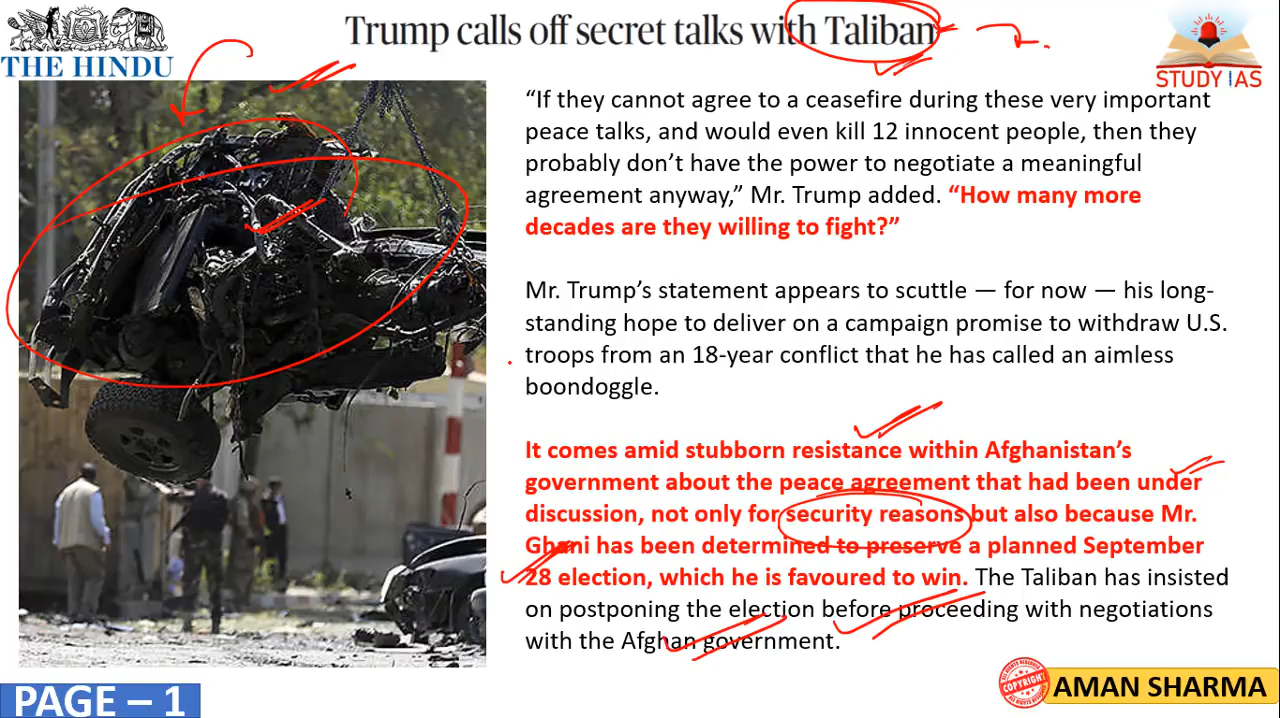 Trump calls off secret talks with Taliban
THE HINDU
STUDY IAS
“If they cannot agree to a ceasefire during these very important
peace talks, and would even kill 12 innocent people, then they
probably don’t have the power to negotiate a meaningful
agreement anyway,” Mr. Trump added. “How many more
decades are they willing to fight?”
Mr. Trump’s statement appears to scuttle — for now — his long-
standing hope to deliver on a campaign promise to withdraw U.S.
troops from an 18-year conflict that he has called an aimless
boondoggle.
It comes amid stubborn resistance within Afghanistan’s
government about the peace agreement that had been under
discussion, not only for security reasons but also because Mr.
Ghani has been determined to preserve a planned September
28 election, which he is favoured to win. The Taliban has insisted
on postponing the election before proceeding with negotiations
with the Afghan government.
PAGE – 1
COPYRIGHT
AMAN SHARMA